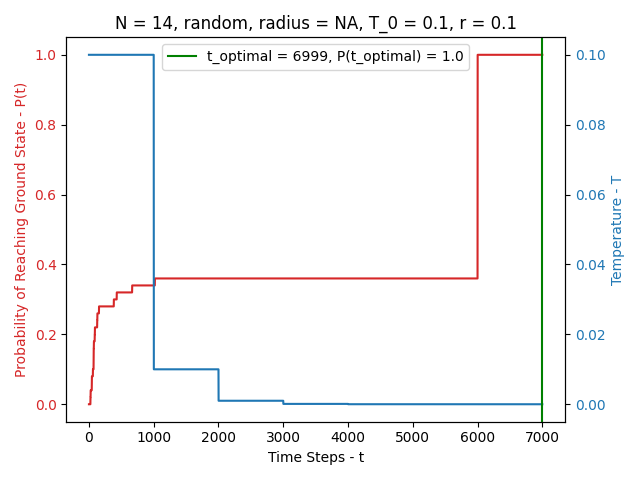 N = 14, random, radius = NA, T_0 = 0.1, r = 0.1
t_optimal = 6999, P(t_optimal) = 1.0
Probability of Reaching Ground State - P(t)
1.0
0.8
0.6
0.4
0.2
0.0
0.10
0.08
0.06
0.04
0.02
0.00
Temperature - T
0 1000 2000 3000 4000 5000 6000 7000
Time Steps - t